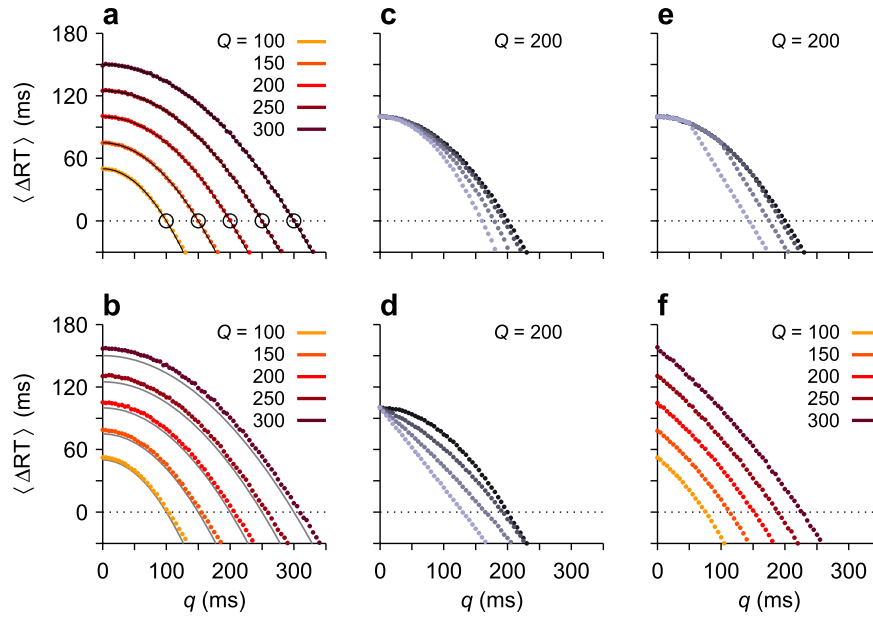 a
180
120
60
0
⟨ ΔRT ⟩ (ms)
Q = 100
150
200
250
300
c
Q = 200
e
Q = 200
b
180
120
60
0
⟨ ΔRT ⟩ (ms)
Q = 100
150
200
250
300
0 100 200 300
q (ms)
d
Q = 200
0 100 200 300
q (ms)
f
Q = 100
150
200
250
300
0 100 200 300
q (ms)